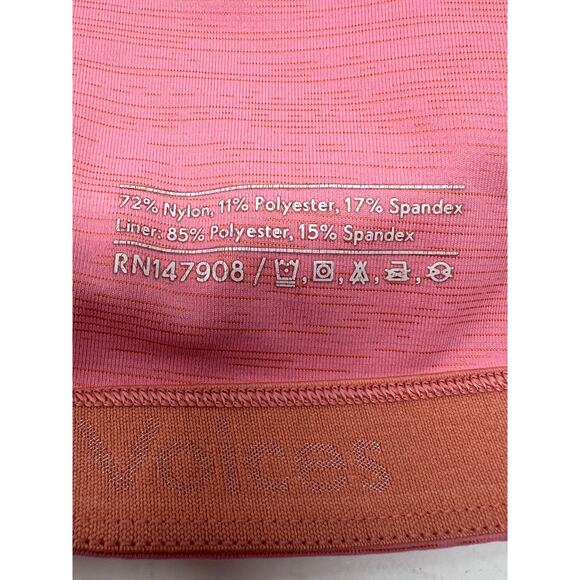 72% Nylon, 11% Polyester, 17% Spandex
Liner: 85% Polyester, 15% Spandex
RN147908 /
Voices